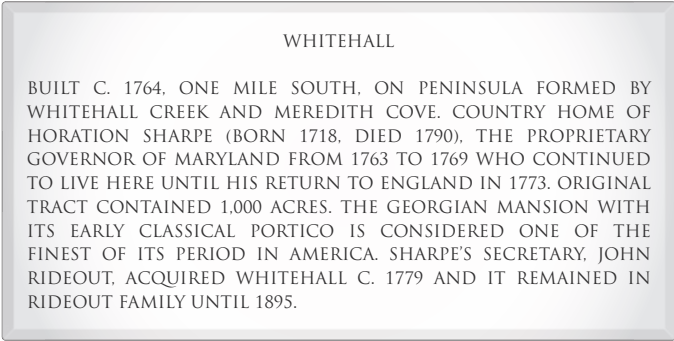 WHITEHALL
BUILT C. 1764, ONE MILE SOUTH, ON PENINSULA FORMED BY
WHITEHALL CREEK AND MEREDITH COVE. COUNTRY HOME OF
HORATION SHARPE (BORN 1718, DIED 1790), THE PROPRIETARY
GOVERNOR OF MARYLAND FROM 1763 TO 1769 WHO CONTINUED
TO LIVE HERE UNTIL HIS RETURN TO ENGLAND IN 1773. ORIGINAL
TRACT CONTAINED 1,000 ACRES. THE GEORGIAN MANSION WITH
ITS EARLY CLASSICAL PORTICO IS CONSIDERED ONE OF THE
FINEST OF ITS PERIOD IN AMERICA. SHARPE'S SECRETARY, JOHN
RIDEOUT, ACQUIRED WHITEHALL C. 1779 AND IT REMAINED IN
RIDEOUT FAMILY UNTIL 1895.